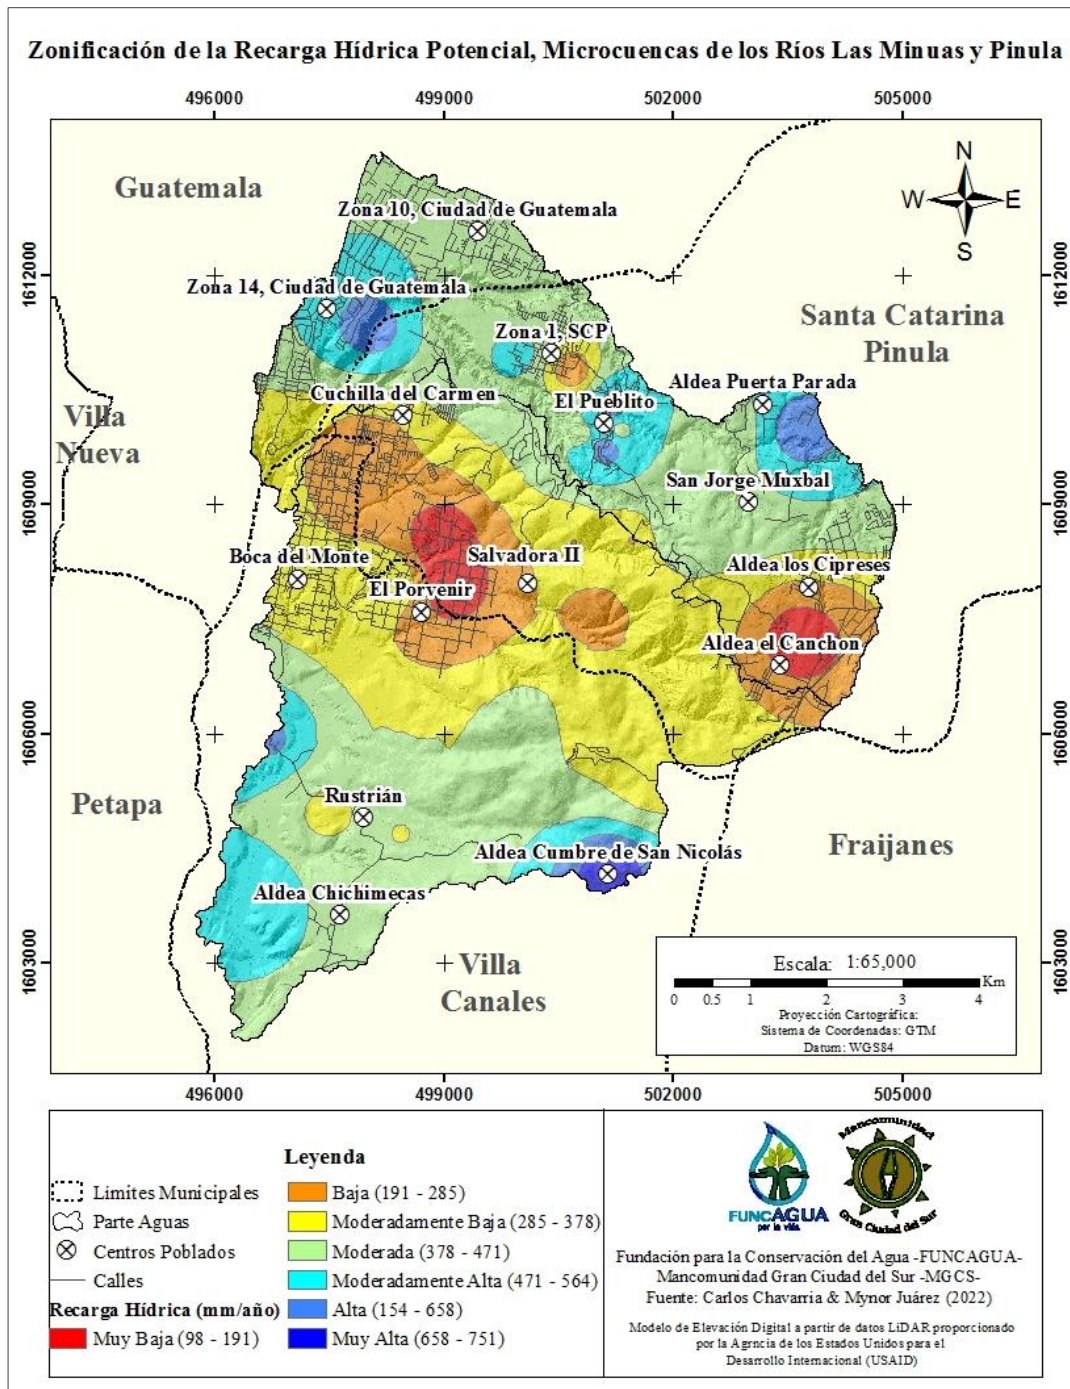 Zonificación de la Recarga Hídrica Potencial, Microcuencas de los Ríos Las Minuas y Pinula
496000 499000 502000 505000
Guatemala
N
W E
S
Zona 10, Ciudad de Guatemala
1612000
1612000
Zona 14, Ciudad de Guatemala
Santa Catarina
Pinula
Zona 1, SCP
Aldea Puerta Parada
Cuchilla del Carmen
El Pueblito
Villa
Nueva
San Jorge Muxbal
1609000
1609000
Boca del Monte
Salvadora II
Aldea los Cipreses
El Porvenir
Aldea el Canchon
1606000
1606000
Petapa
Rustrián
Fraijanes
Aldea Cumbre de San Nicolás
Aldea Chichimecas
1603000
1603000
Villa
Canales
Escala: 1:65,000
Km
0 0.5 1 2 3 4
Proyección Cartográfica:
Sistema de Coordenadas: GTM
Datum: WGS84
496000 499000 502000 505000
Leyenda
Limites Municipales
Parte Aguas
Centros Poblados
Calles
Recarga Hídrica (mm/año)
Muy Baja (98 - 191)
Baja (191 - 285)
Moderadamente Baja (285 - 378)
Moderada (378 - 471)
Moderadamente Alta (471 - 564)
Alta (154 - 658)
Muy Alta (658 - 751)
FUNCAGUA
por la vida
Mancomunidad
Gran Ciudad del Sur
Fundación para la Conservación del Agua -FUNCAGUA-
Mancomunidad Gran Ciudad del Sur -MGCS-
Fuente: Carlos Chavarria & Mynor Juárez (2022)
Modelo de Elevación Digital a partir de datos LiDAR proporcionado
por la Agrncia de los Estados Unidos para el
Desarrollo Internacional (USAID)